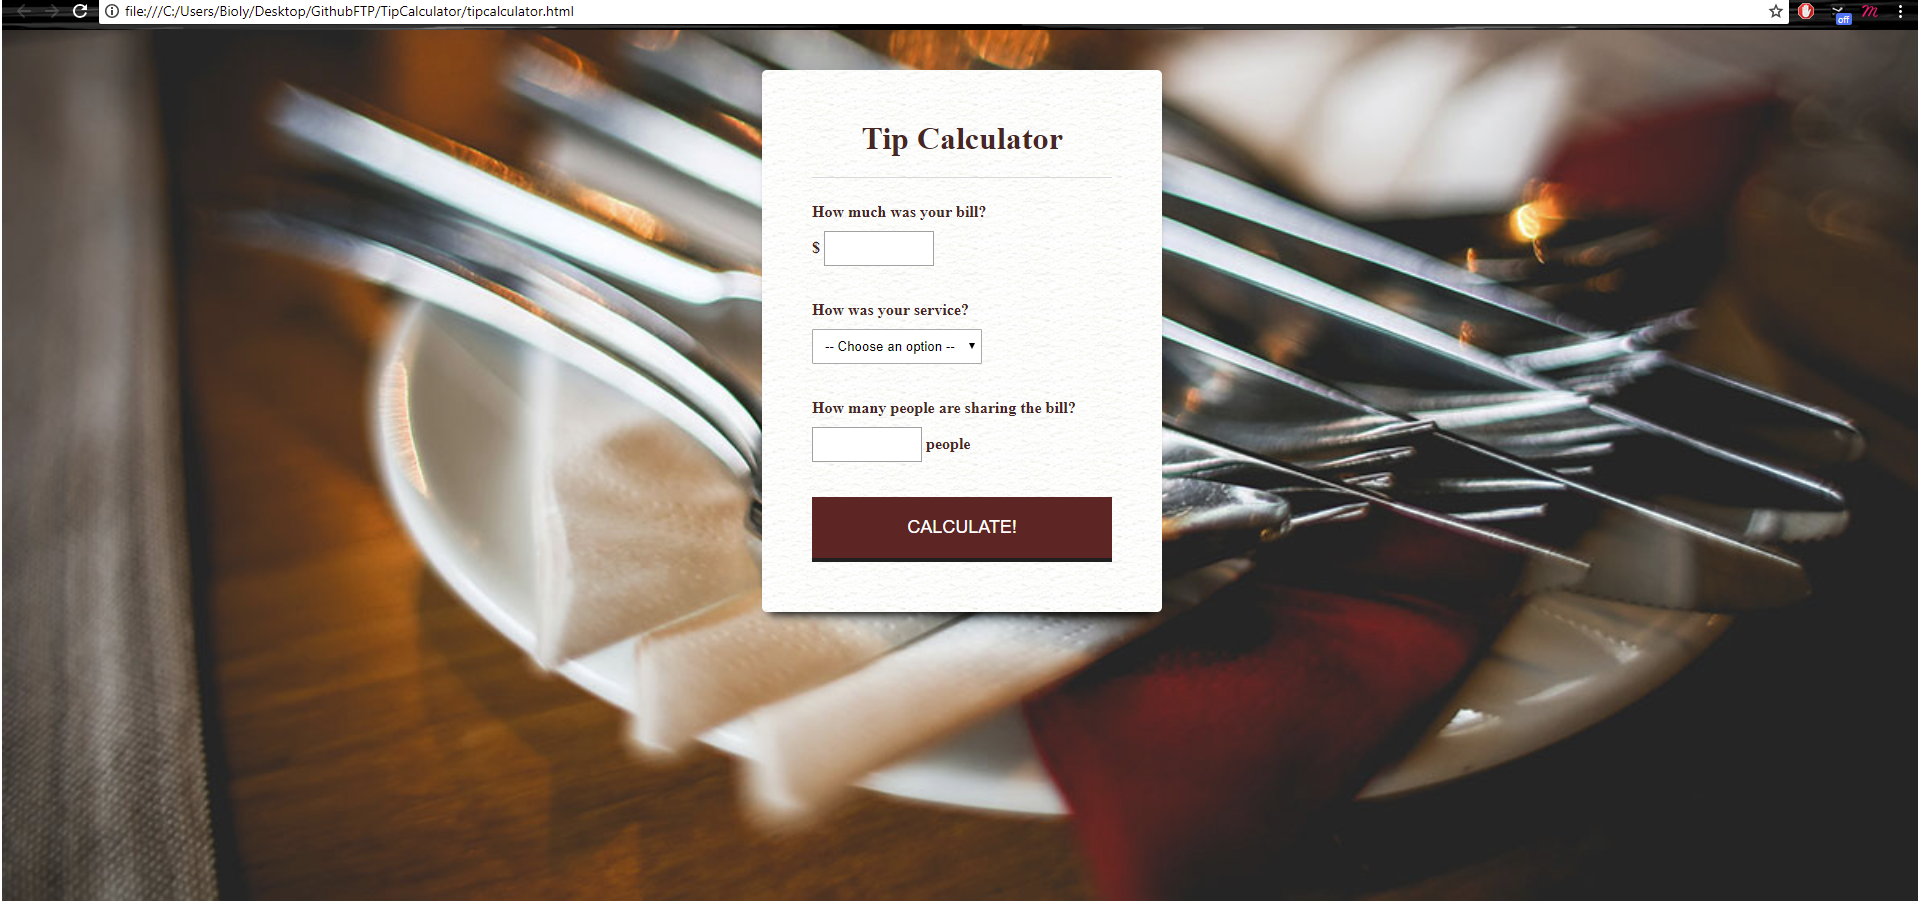 file:///C:/Users/Bioly/Desktop/GithubFTP/TipCalculator/tipcalculator.html
off
Tip Calculator
How much was your bill?
$
How was your service?
-- Choose an option --
How many people are sharing the bill?
people
CALCULATE!